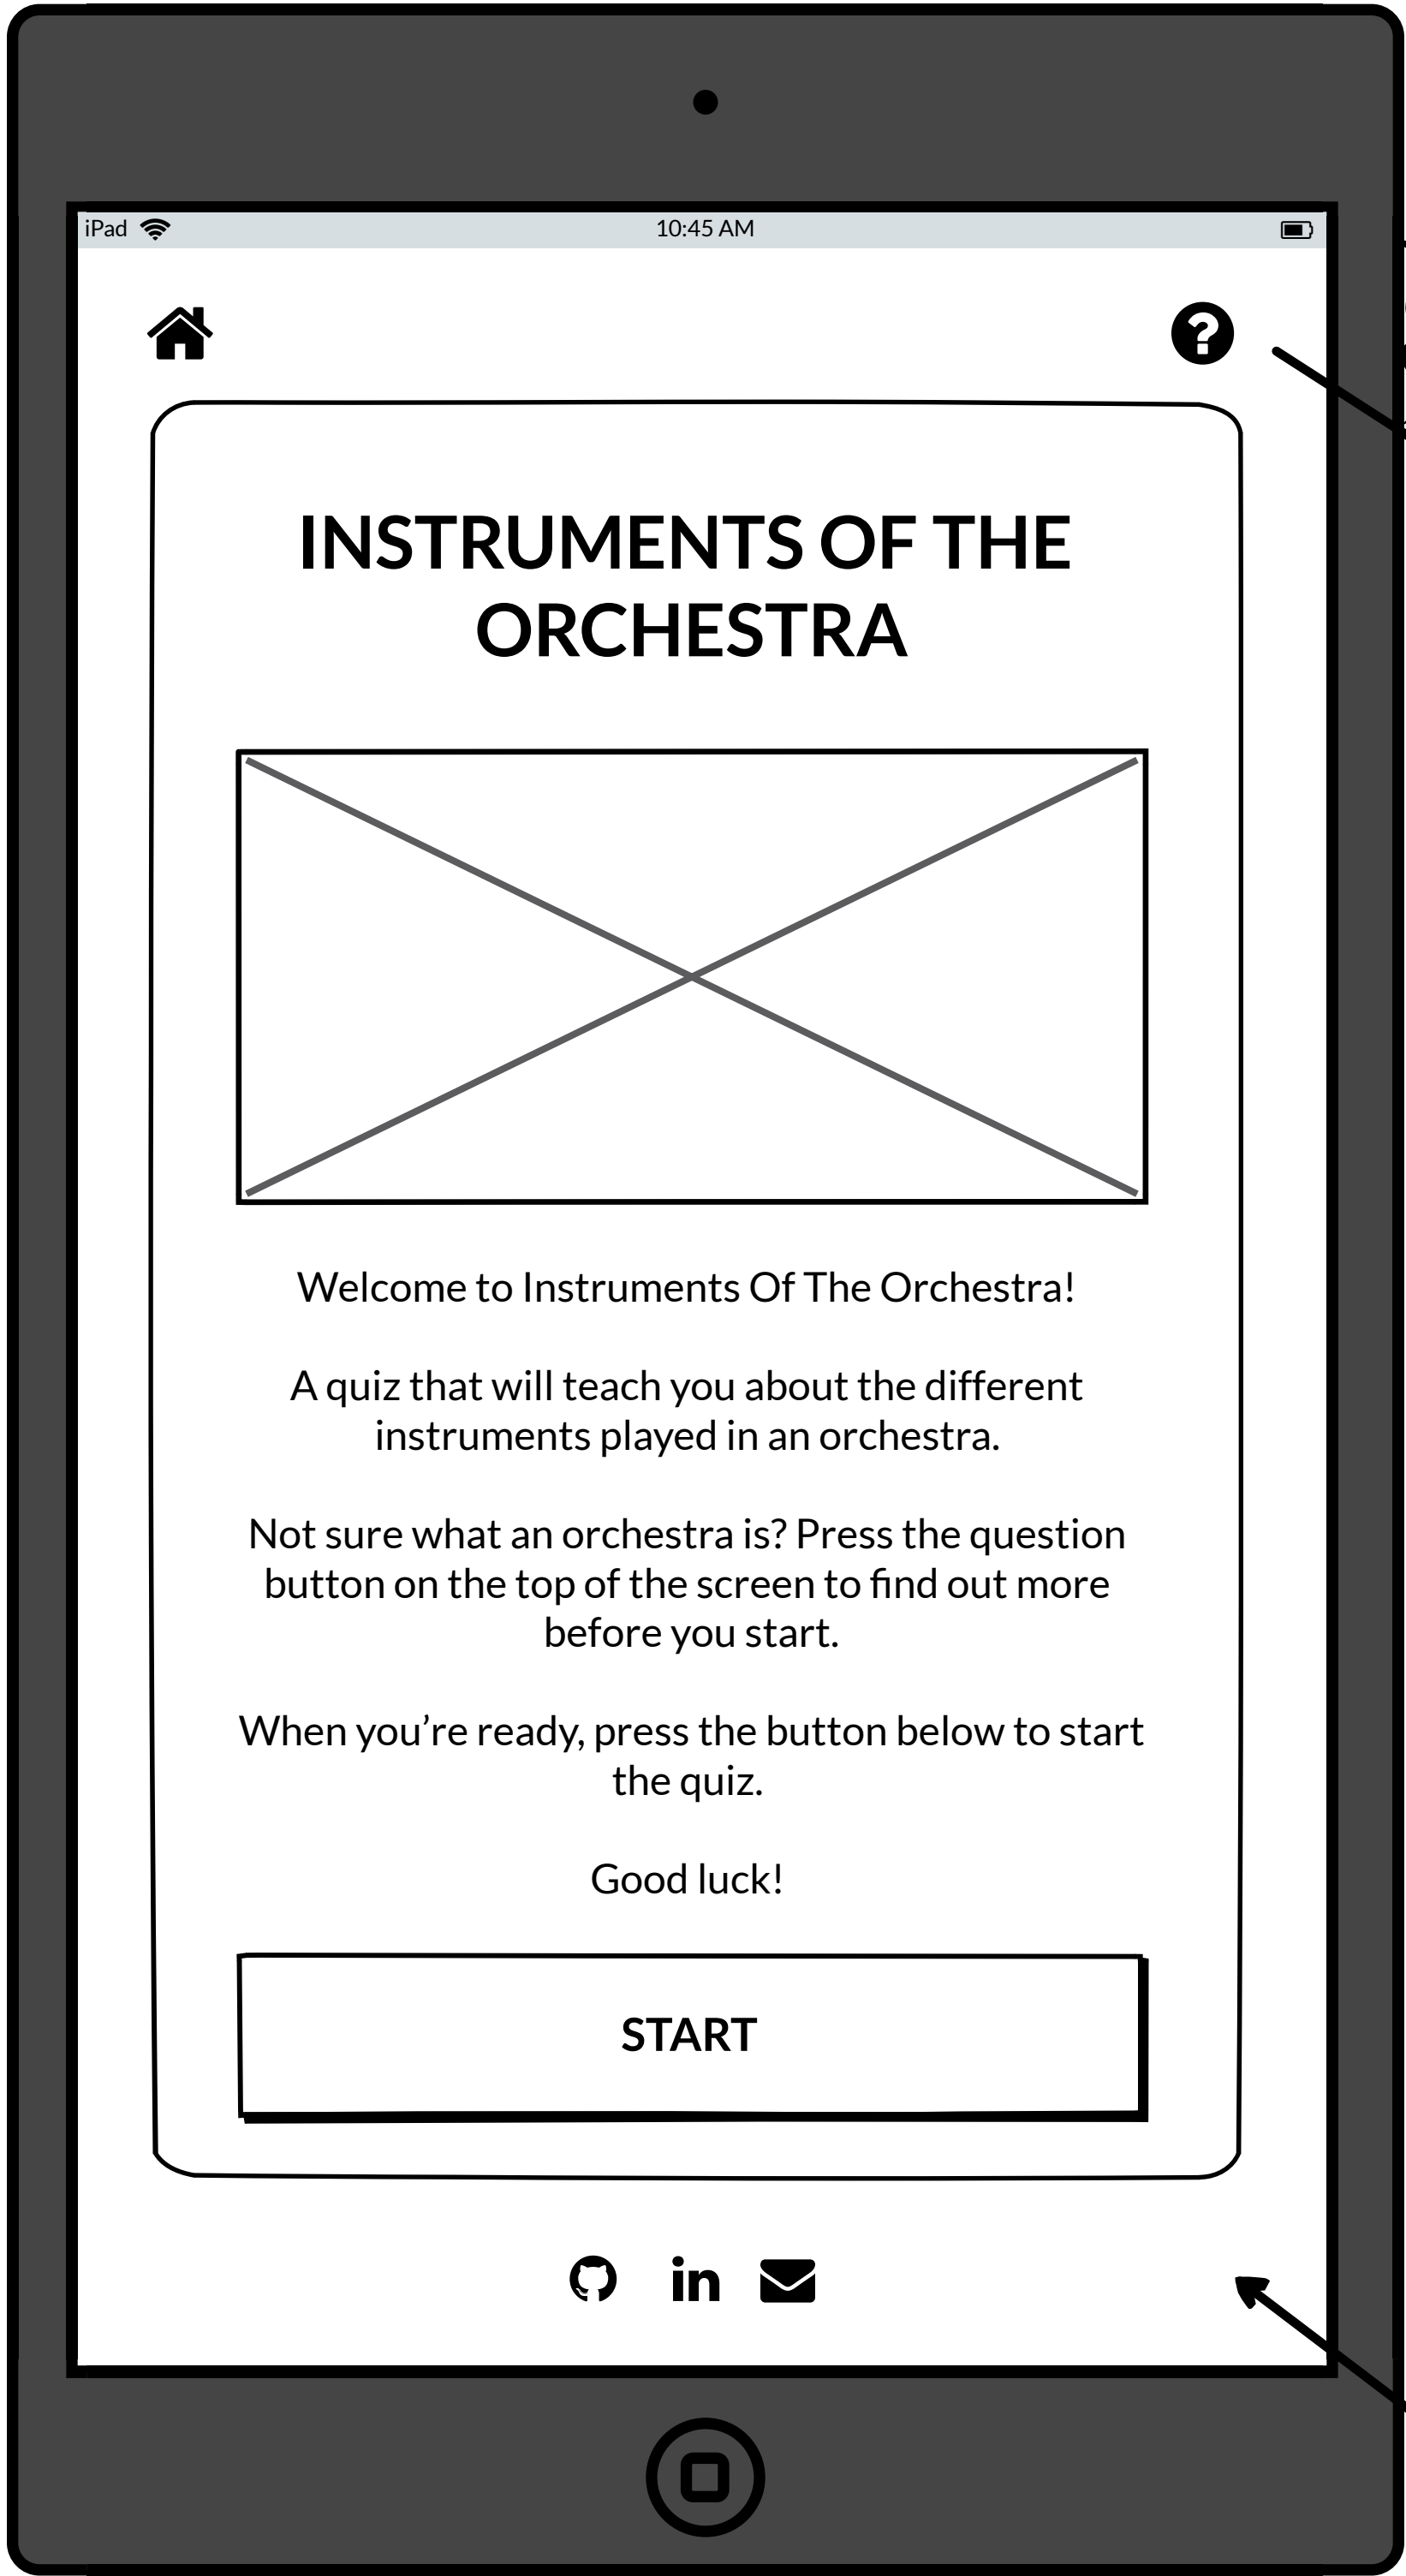 iPad 10:45 AM
INSTRUMENTS OF THE
ORCHESTRA
Welcome to Instruments Of The Orchestra!
A quiz that will teach you about the different
instruments played in an orchestra.
Not sure what an orchestra is? Press the question
button on the top of the screen to find out more
before you start.
When you’re ready, press the button below to start
the quiz.
Good luck!
START